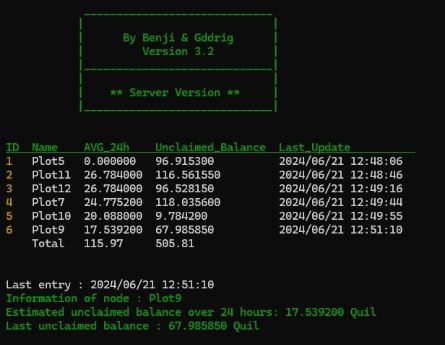 By Benji & Gddrig
Version 3.2
** Server Version **
ID Name AVG_24h Unclaimed_Balance Last_Update
1 Plot5 0.000000 96.915300 2024/06/21 12:48:06
2 Plot11 26.784000 116.561550 2024/06/21 12:48:46
3 Plot12 26.784000 96.528150 2024/06/21 12:49:16
4 Plot7 24.775200 118.035600 2024/06/21 12:49:44
5 Plot10 20.088000 9.784200 2024/06/21 12:49:55
6 Plot9 17.539200 67.985850 2024/06/21 12:51:10
Total 115.97 505.81
Last entry : 2024/06/21 12:51:10
Information of node : Plot9
Estimated unclaimed balance over 24 hours: 17.539200 Quil
Last unclaimed balance : 67.985850 Quil